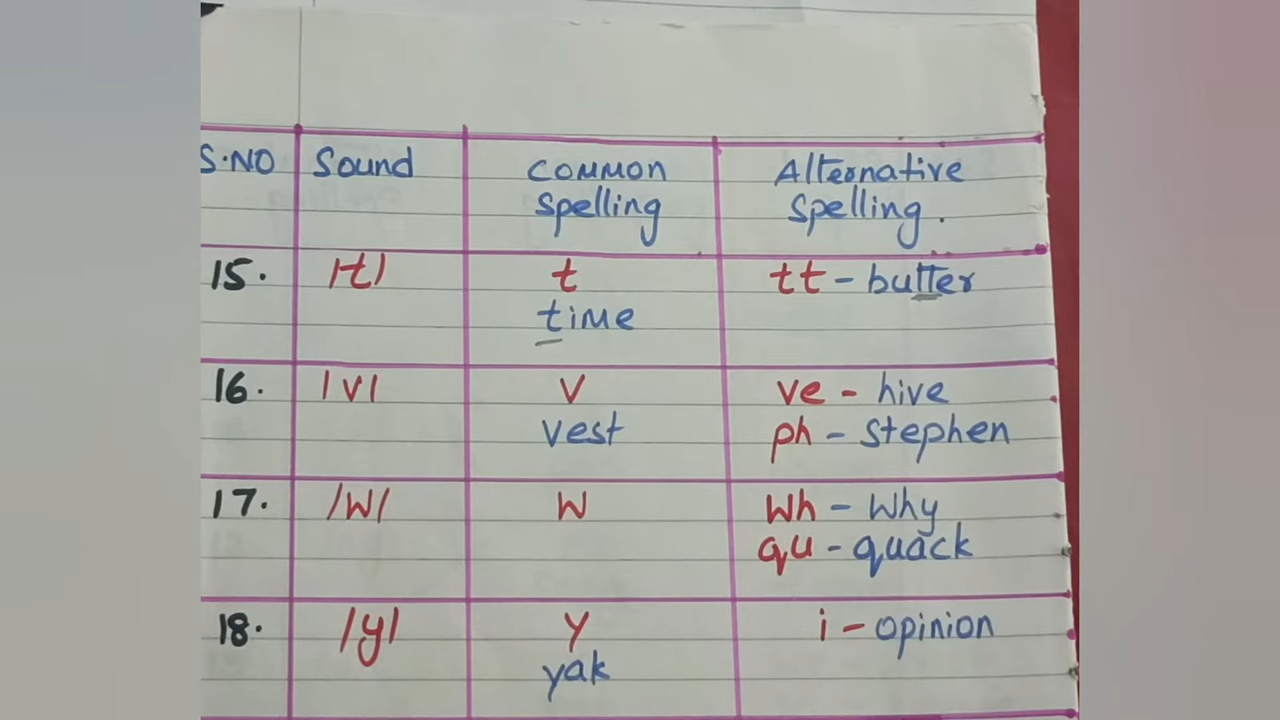 S.NO Sound Common Alternative
Spelling Spelling.
15. /t/ t tt - butter
time
16. /v/ v ve - hive
vest ph - Stephen
17. /w/ w wh - why
qu - quack
18. /y/ y i - opinion
yak